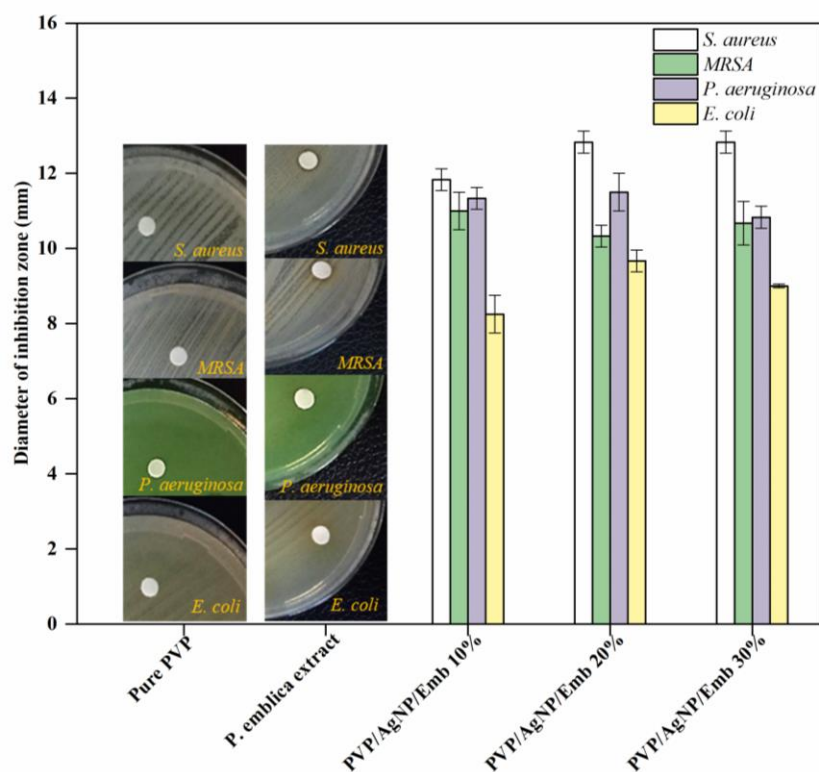 16
14
12
10
8
6
4
2
0
Diameter of inhibition zone (mm)
S. aureus
MRSA
P. aeruginosa
E. coli
S. aureus
MRSA
P. aeruginosa
E. coli
S. aureus
MRSA
P. aeruginosa
E. coli
Pure PVP
P. emblica extract
PVP/AgNP/Emb 10%
PVP/AgNP/Emb 20%
PVP/AgNP/Emb 30%